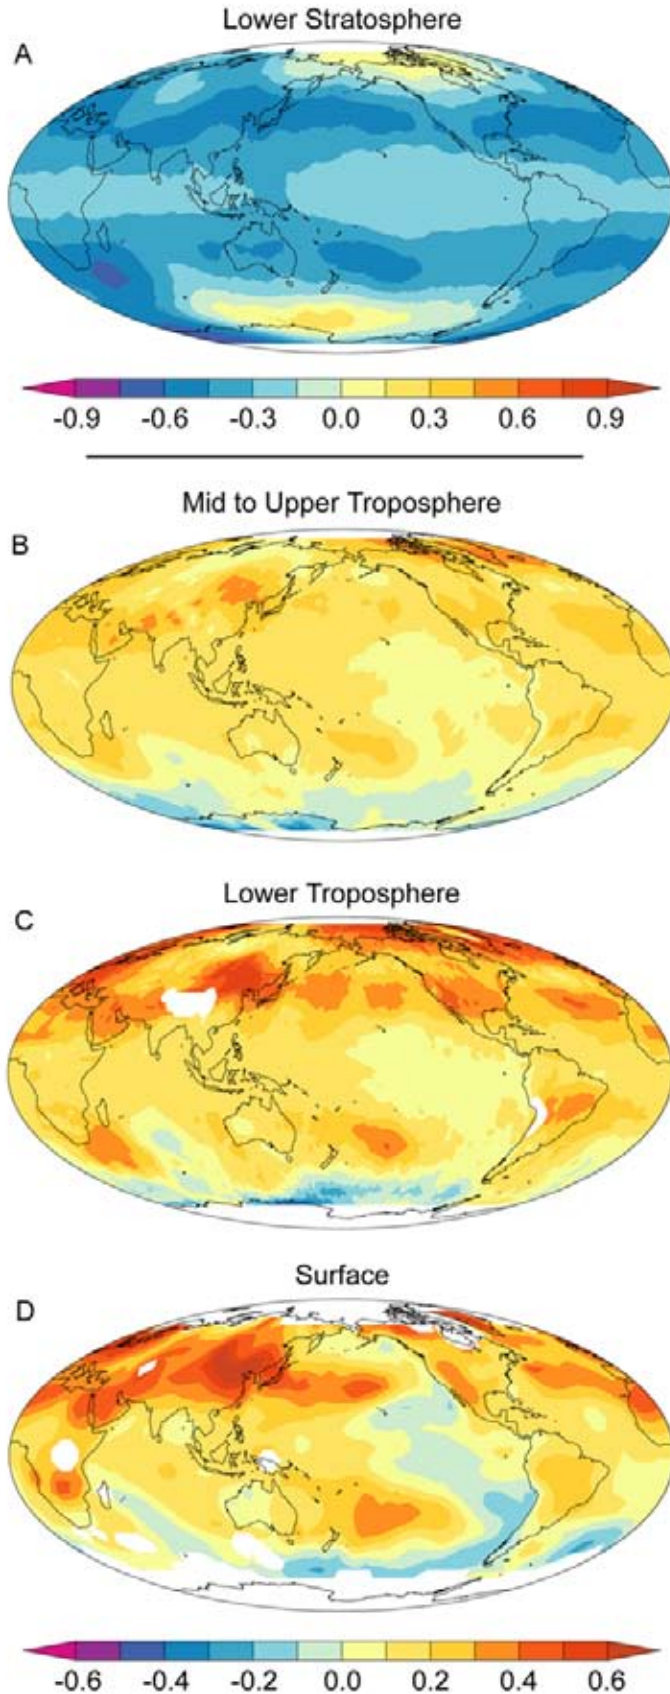 Lower Stratosphere
A
-0.9 -0.6 -0.3 0.0 0.3 0.6 0.9
Mid to Upper Troposphere
B
Lower Troposphere
C
Surface
D
-0.6 -0.4 -0.2 0.0 0.2 0.4 0.6